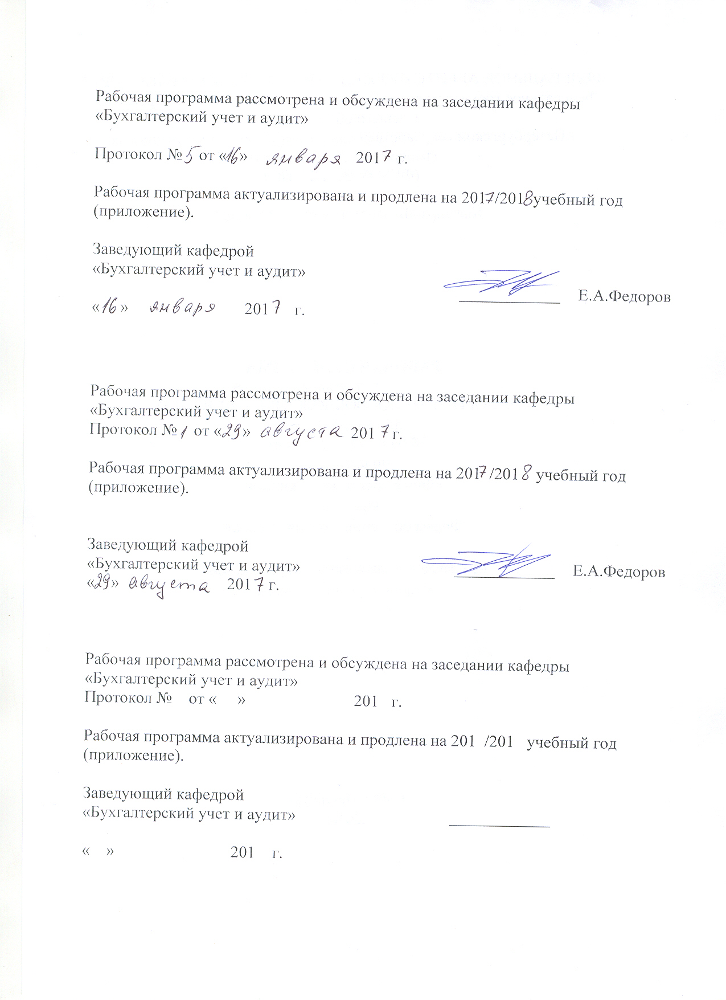 Рабочая программа рассмотрена и обсуждена на заседании кафедры
«Бухгалтерский учет и аудит»
Протокол № 5 от «16» января 2017 г.
Рабочая программа актуализирована и продлена на 2017/2018 учебный год
(приложение).
Заведующий кафедрой
«Бухгалтерский учет и аудит»
Е.А.Федоров
«16» января 2017 г.
Рабочая программа рассмотрена и обсуждена на заседании кафедры
«Бухгалтерский учет и аудит»
Протокол № 1 от «29» августа 2017 г.
Рабочая программа актуализирована и продлена на 2017/2018 учебный год
(приложение).
Заведующий кафедрой
«Бухгалтерский учет и аудит»
Е.А.Федоров
«29» августа 2017 г.
Рабочая программа рассмотрена и обсуждена на заседании кафедры
«Бухгалтерский учет и аудит»
Протокол № от « » 201 г.
Рабочая программа актуализирована и продлена на 201 /201 учебный год
(приложение).
Заведующий кафедрой
«Бухгалтерский учет и аудит»
« » 201 г.